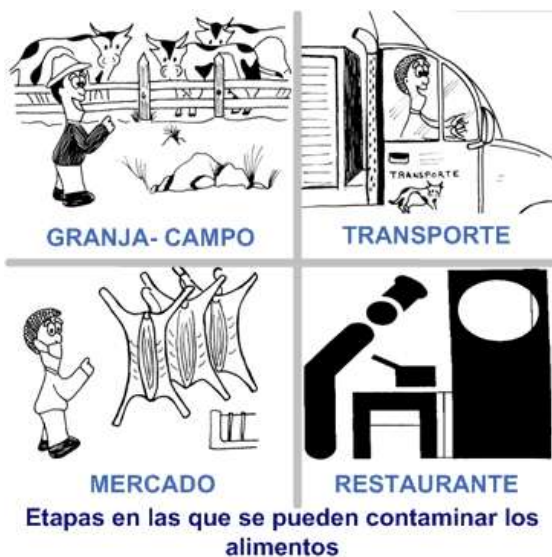 GRANJA- CAMPO
TRANSPORTE
TRANSPORTE
MERCADO
RESTAURANTE
Etapas en las que se pueden contaminar los
alimentos